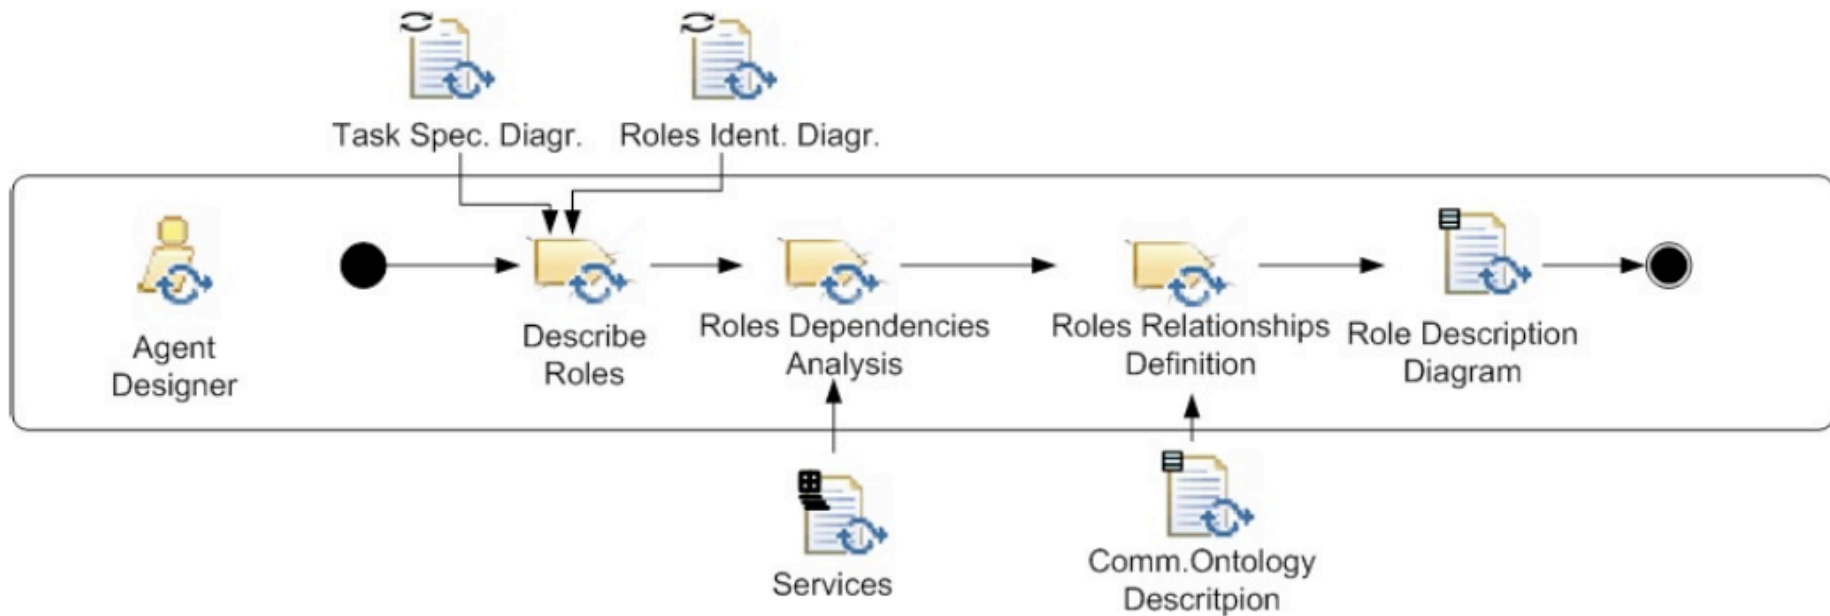 Task Spec. Diagr.
Roles Ident. Diagr.
Agent
Designer
Describe
Roles
Roles Dependencies
Analysis
Roles Relationships
Definition
Role Description
Diagram
Services
Comm.Ontology
Descritpion